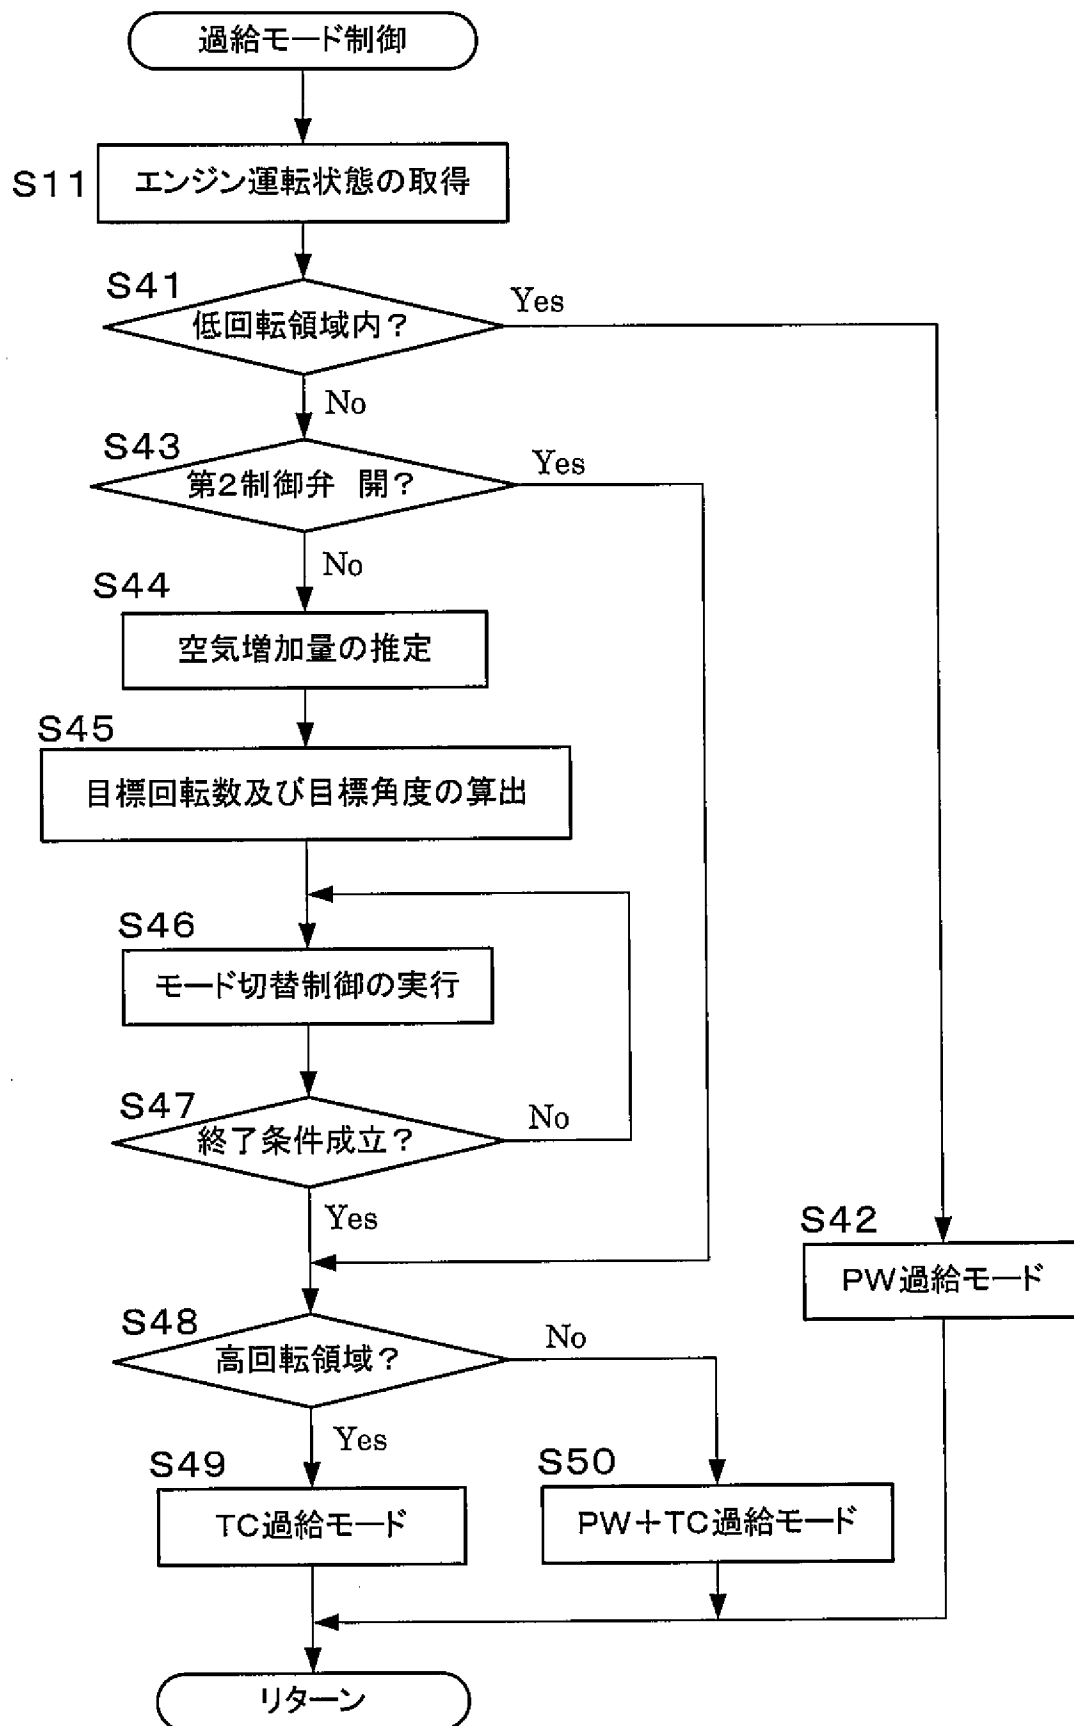 過給モード制御
S11
エンジン運転状態の取得
S41
低回転領域内?
Yes
No
S43
第2制御弁 開?
Yes
No
S44
空気増加量の推定
S45
目標回転数及び目標角度の算出
S46
モード切替制御の実行
S47
終了条件成立?
No
Yes
S42
PW過給モード
S48
高回転領域?
No
Yes
S49
TC過給モード
S50
PW+TC過給モード
リターン